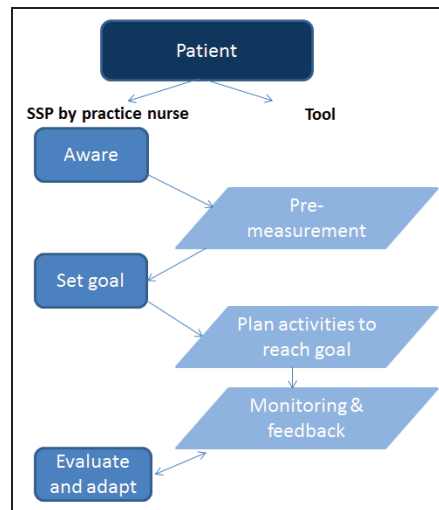 Patient
SSP by practice nurse
Tool
Aware
Pre-
measurement
Set goal
Plan activities to
reach goal
Monitoring &
feedback
Evaluate
and adapt